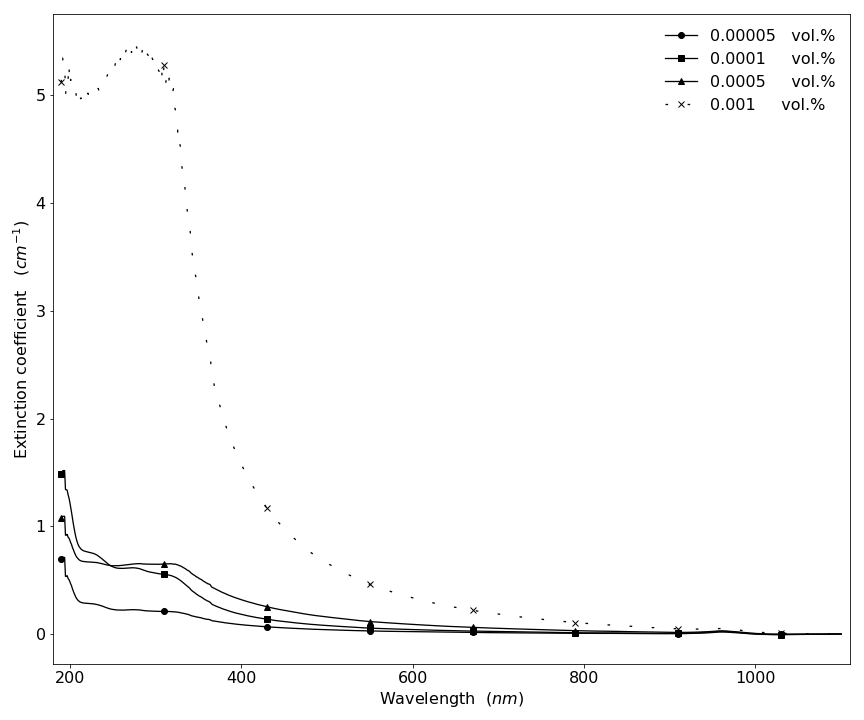 0.00005 vol.%
0.0001 vol.%
0.0005 vol.%
0.001 vol.%
5
4
3
2
1
0
Extinction coefficient (cm⁻¹)
200 400 600 800 1000
Wavelength (nm)